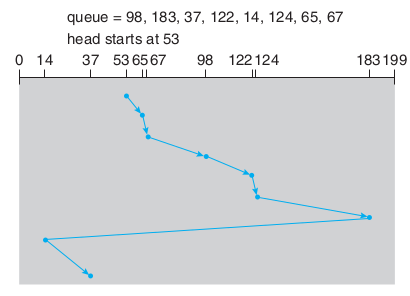 queue = 98, 183, 37, 122, 14, 124, 65, 67
head starts at 53
0 14 37 53 65 67 98 122 124 183 199